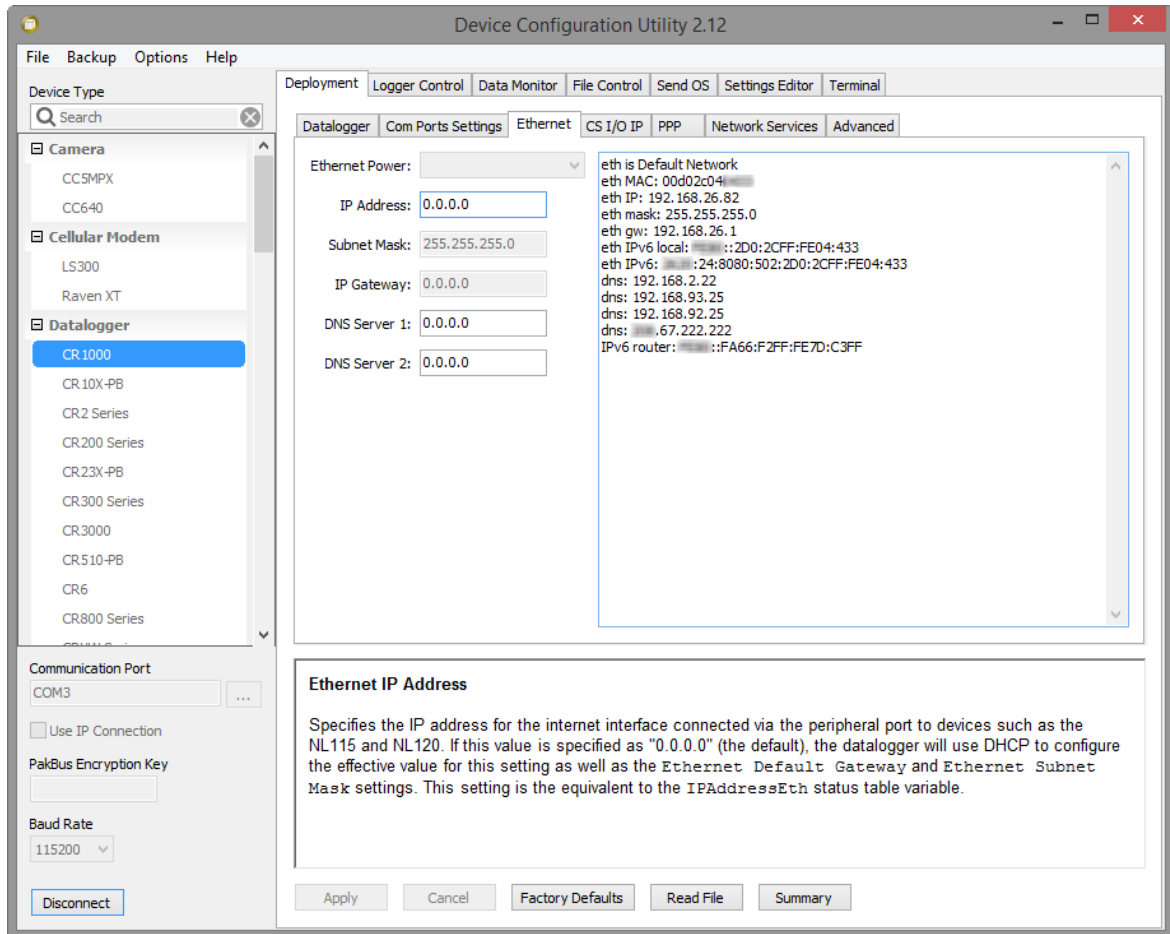 Device Configuration Utility 2.12
File Backup Options Help
Device Type
Search
Camera
CC5MPX
CC640
Cellular Modem
LS300
Raven XT
Datalogger
CR1000
CR10X-PB
CR2 Series
CR200 Series
CR23X-PB
CR300 Series
CR3000
CR510-PB
CR6
CR800 Series
Communication Port
COM3
...
Use IP Connection
PakBus Encryption Key
Baud Rate
115200
Disconnect
Deployment Logger Control Data Monitor File Control Send OS Settings Editor Terminal
Datalogger Com Ports Settings Ethernet CS I/O IP PPP Network Services Advanced
Ethernet Power:
IP Address: 0.0.0.0
Subnet Mask: 255.255.255.0
IP Gateway: 0.0.0.0
DNS Server 1: 0.0.0.0
DNS Server 2: 0.0.0.0
eth is Default Network
eth MAC: 00d02c04
eth IP: 192.168.26.82
eth mask: 255.255.255.0
eth gw: 192.168.26.1
eth IPv6 local: ::2D0:2CFF:FE04:433
eth IPv6: :24:8080:502:2D0:2CFF:FE04:433
dns: 192.168.2.22
dns: 192.168.93.25
dns: 192.168.92.25
dns: .67.222.222
IPv6 router: ::FA66:F2FF:FE7D:C3FF
Ethernet IP Address
Specifies the IP address for the internet interface connected via the peripheral port to devices such as the
NL115 and NL120. If this value is specified as "0.0.0.0" (the default), the datalogger will use DHCP to configure
the effective value for this setting as well as the Ethernet Default Gateway and Ethernet Subnet
Mask settings. This setting is the equivalent to the IPAddressEth status table variable.
Apply Cancel Factory Defaults Read File Summary